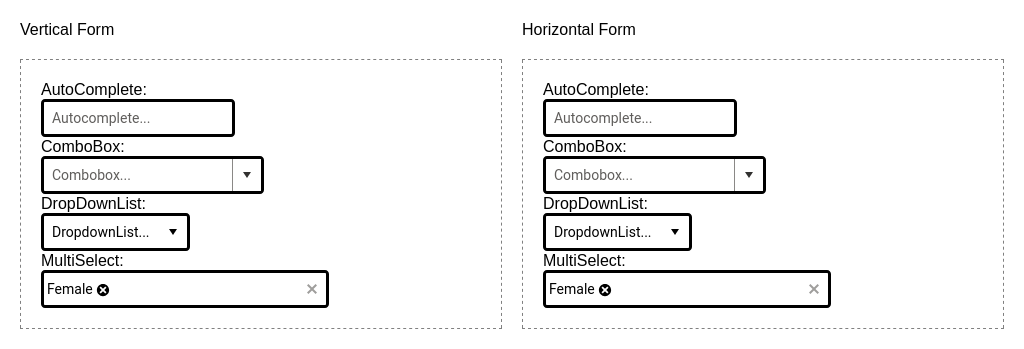 Vertical Form
AutoComplete:
Autocomplete...
ComboBox:
Combobox...
DropDownList:
DropdownList...
MultiSelect:
Female
Horizontal Form
AutoComplete:
Autocomplete...
ComboBox:
Combobox...
DropDownList:
DropdownList...
MultiSelect:
Female